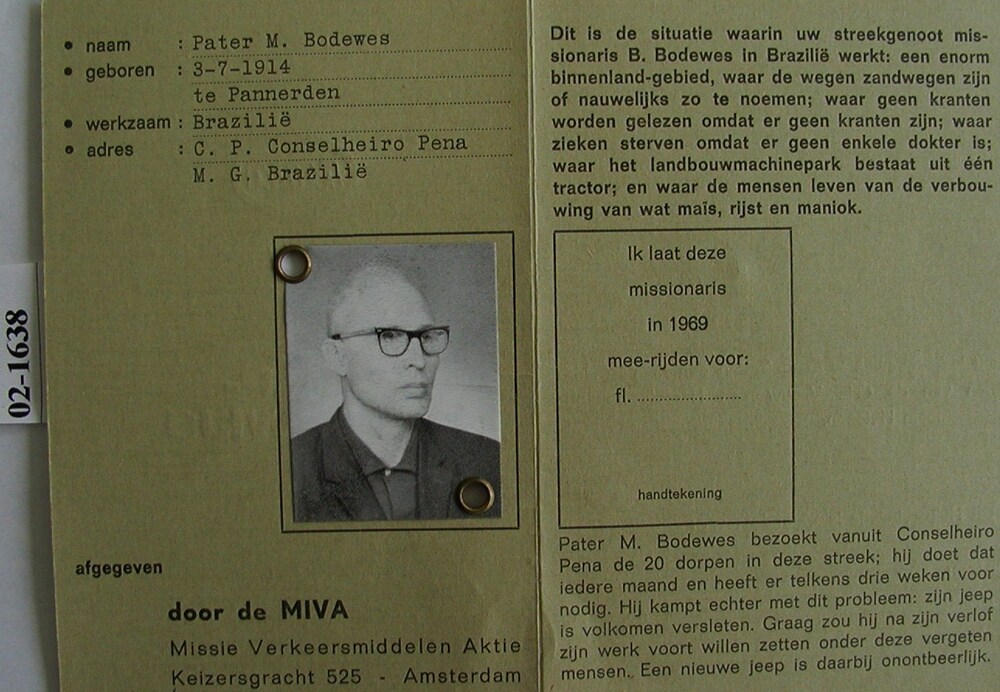 naam : Pater M. Bodewes
geboren : 3-7-1914
te Pannerden
werkzaam : Brazilië
adres : C. P. Conselheiro Pena
M. G. Brazilië
afgegeven
door de MIVA
Missie Verkeersmiddelen Aktie
Keizersgracht 525 - Amsterdam
Dit is de situatie waarin uw streekgenoot mis-
sionaris B. Bodewes in Brazilië werkt: een enorm
binnenland-gebied, waar de wegen zandwegen zijn
of nauwelijks zo te noemen; waar geen kranten
worden gelezen omdat er geen kranten zijn; waar
zieken sterven omdat er geen enkele dokter is;
waar het landbouwmachinepark bestaat uit één
tractor; en waar de mensen leven van de verbou-
wing van wat maïs, rijst en maniok.
Ik laat deze
missionaris
in 1969
mee-rijden voor:
fl. ......................
handtekening
Pater M. Bodewes bezoekt vanuit Conselheiro
Pena de 20 dorpen in deze streek; hij doet dat
iedere maand en heeft er telkens drie weken voor
nodig. Hij kampt echter met dit probleem: zijn jeep
is volkomen versleten. Graag zou hij na zijn verlof
zijn werk voort willen zetten onder deze vergeten
mensen. Een nieuwe jeep is daarbij onontbeerlijk.
02-1638